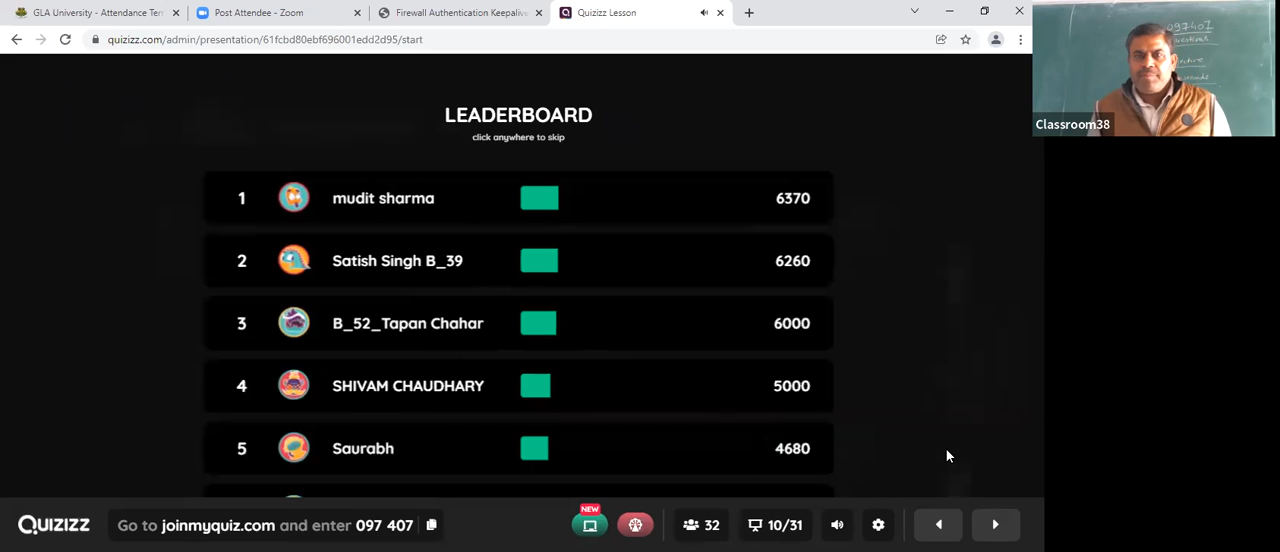 GLA University - Attendance Ter
Post Attendee - Zoom
Firewall Authentication Keepalive
Quizizz Lesson
quizizz.com/admin/presentation/61fcbd80ebf696001edd2d95/start
097407
Classroom38
LEADERBOARD
click anywhere to skip
1 mudit sharma 6370
2 Satish Singh B_39 6260
3 B_52_Tapan Chahar 6000
4 SHIVAM CHAUDHARY 5000
5 Saurabh 4680
NEW
QUIZIZZ Go to joinmyquiz.com and enter 097 407 32 10/31